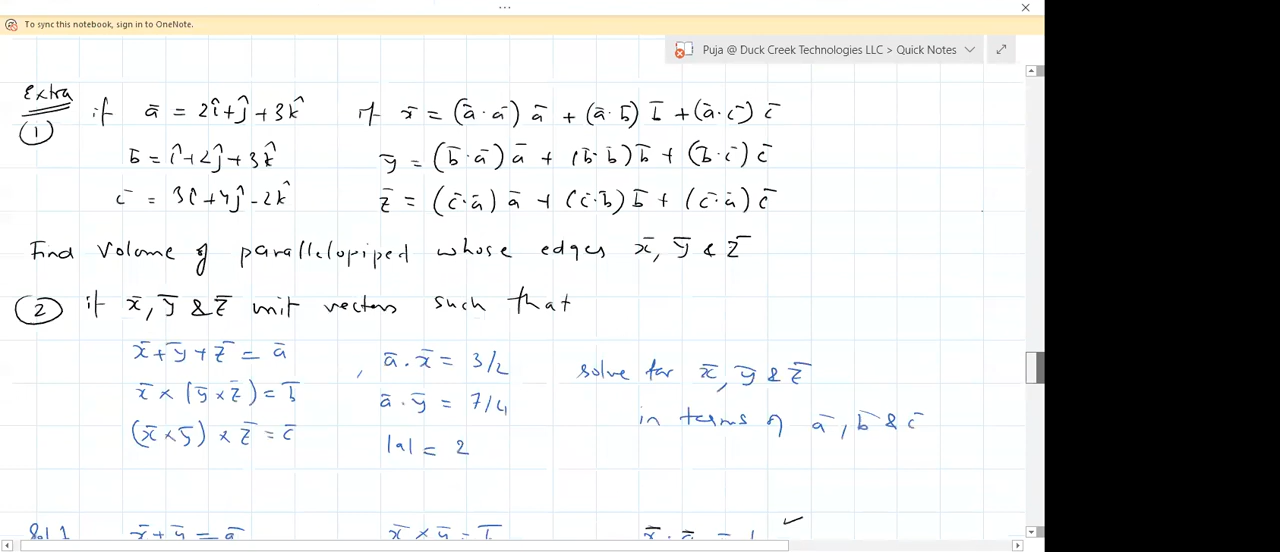 To sync this notebook, sign in to OneNote.
Puja @ Duck Creek Technologies LLC > Quick Notes
Extra
① if a̅ = 2î+ĵ+3k̂ if x̅ = (a̅·a̅) a̅ + (a̅·b̅) b̅ + (a̅·c̅) c̅
b̅ = î+2ĵ+3k̂ y̅ = (b̅·a̅) a̅ + (b̅·b̅) b̅ + (b̅·c̅) c̅
c̅ = 3î+4ĵ-2k̂ z̅ = (c̅·a̅) a̅ + (c̅·b̅) b̅ + (c̅·a̅) c̅
Find Volume of parallelopiped whose edges x̅, y̅ & z̅
② if x̅, y̅ & z̅ unit vectors such that
x̅+y̅+z̅ = a̅ , a̅·x̅ = 3/2 solve for x̅, y̅ & z̅
x̅ × (y̅×z̅) = b̅ a̅·y̅ = 7/4 in terms of a̅, b̅ & c̅
(x̅×y̅) × z̅ = c̅ |a| = 2
x̅+y̅ = a̅ x̅ × y̅ = b̅ x̅·a̅ = 1 ✓